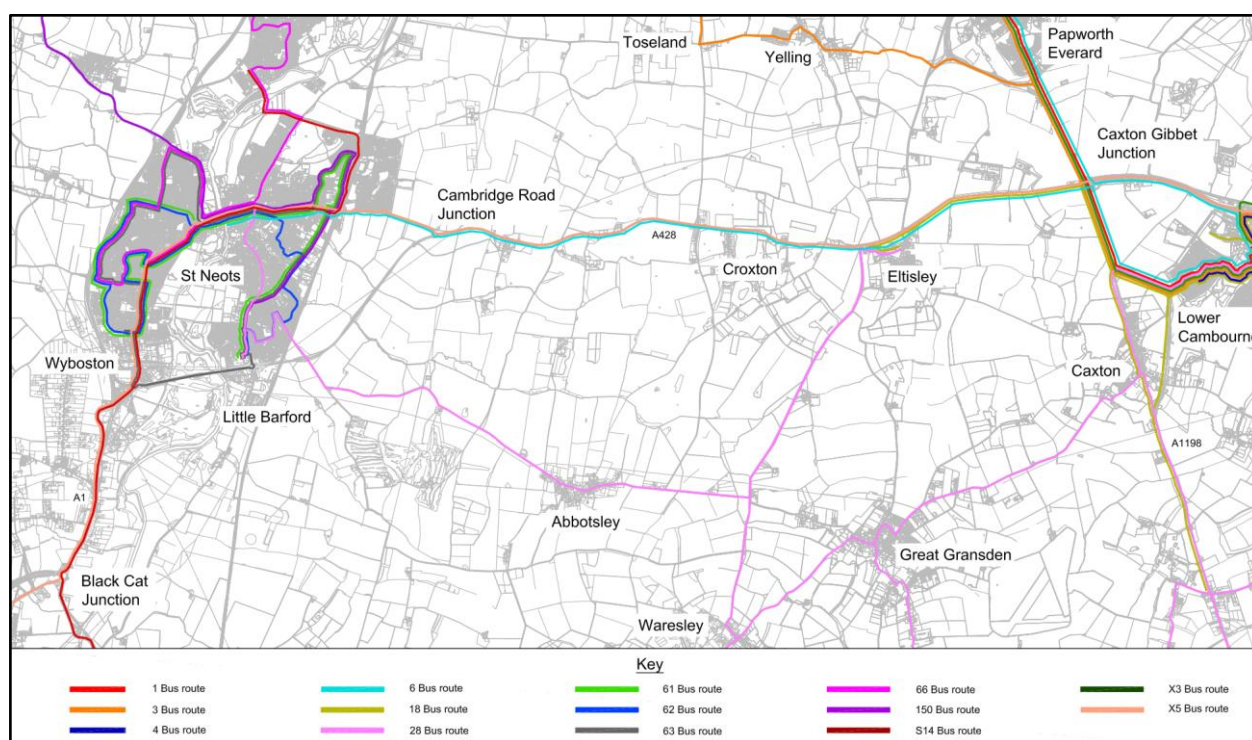 Toseland
Yelling
Papworth
Everard
Caxton Gibbet
Junction
Cambridge Road
Junction
A428
St Neots
Croxton
Eltisley
Lower
Cambourne
Wyboston
Caxton
Little Barford
A1198
A1
Abbotsley
Great Gransden
Black Cat
Junction
Waresley
Key
1 Bus route
6 Bus route
61 Bus route
66 Bus route
X3 Bus route
3 Bus route
18 Bus route
62 Bus route
150 Bus route
X5 Bus route
4 Bus route
28 Bus route
63 Bus route
S14 Bus route